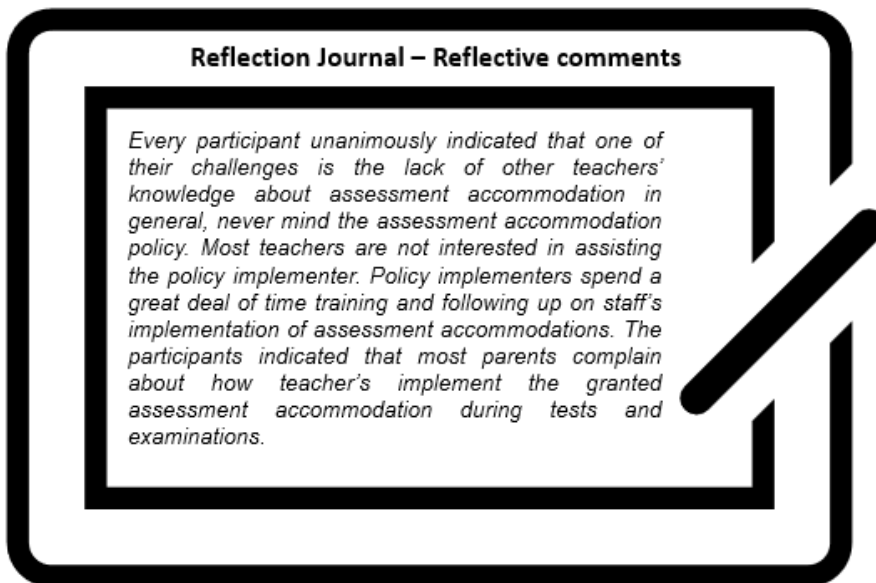 Reflection Journal – Reflective comments
Every participant unanimously indicated that one of
their challenges is the lack of other teachers'
knowledge about assessment accommodation in
general, never mind the assessment accommodation
policy. Most teachers are not interested in assisting
the policy implementer. Policy implementers spend a
great deal of time training and following up on staff's
implementation of assessment accommodations. The
participants indicated that most parents complain
about how teacher's implement the granted
assessment accommodation during tests and
examinations.